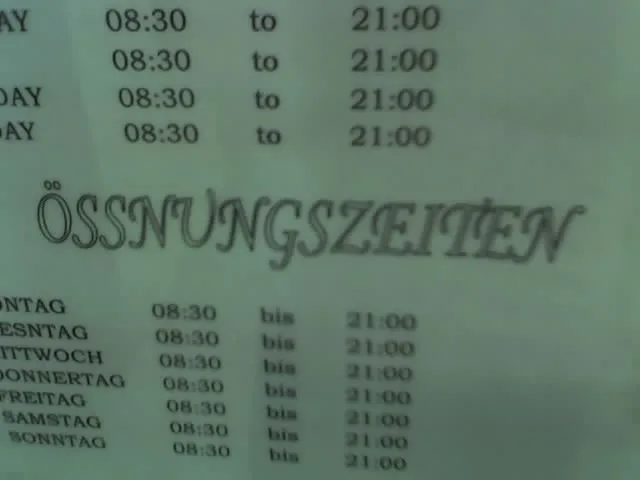 AY 08:30 to 21:00
08:30 to 21:00
DAY 08:30 to 21:00
DAY 08:30 to 21:00
ÖSSNUNGSZEITEN
ONTAG 08:30 bis 21:00
ESNTAG 08:30 bis 21:00
ITTWOCH 08:30 bis 21:00
DONNERTAG 08:30 bis 21:00
FREITAG 08:30 bis 21:00
SAMSTAG 08:30 bis 21:00
SONNTAG 08:30 bis 21:00